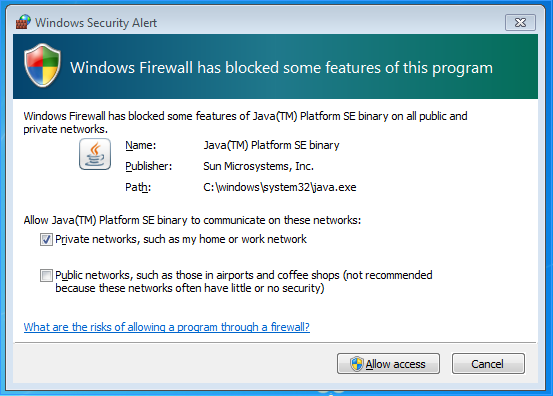 Windows Security Alert
Windows Firewall has blocked some features of this program
Windows Firewall has blocked some features of Java(TM) Platform SE binary on all public and
private networks.
Name: Java(TM) Platform SE binary
Publisher: Sun Microsystems, Inc.
Path: C:\windows\system32\java.exe
Allow Java(TM) Platform SE binary to communicate on these networks:
Private networks, such as my home or work network
Public networks, such as those in airports and coffee shops (not recommended
because these networks often have little or no security)
What are the risks of allowing a program through a firewall?
Allow access Cancel